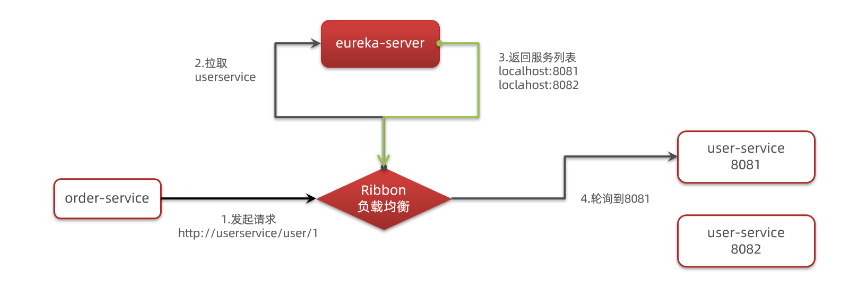 eureka-server
2.拉取
userservice
3.返回服务列表
localhost:8081
loclahost:8082
user-service
8081
order-service
Ribbon
负载均衡
4.轮询到8081
1.发起请求
http://userservice/user/1
user-service
8082